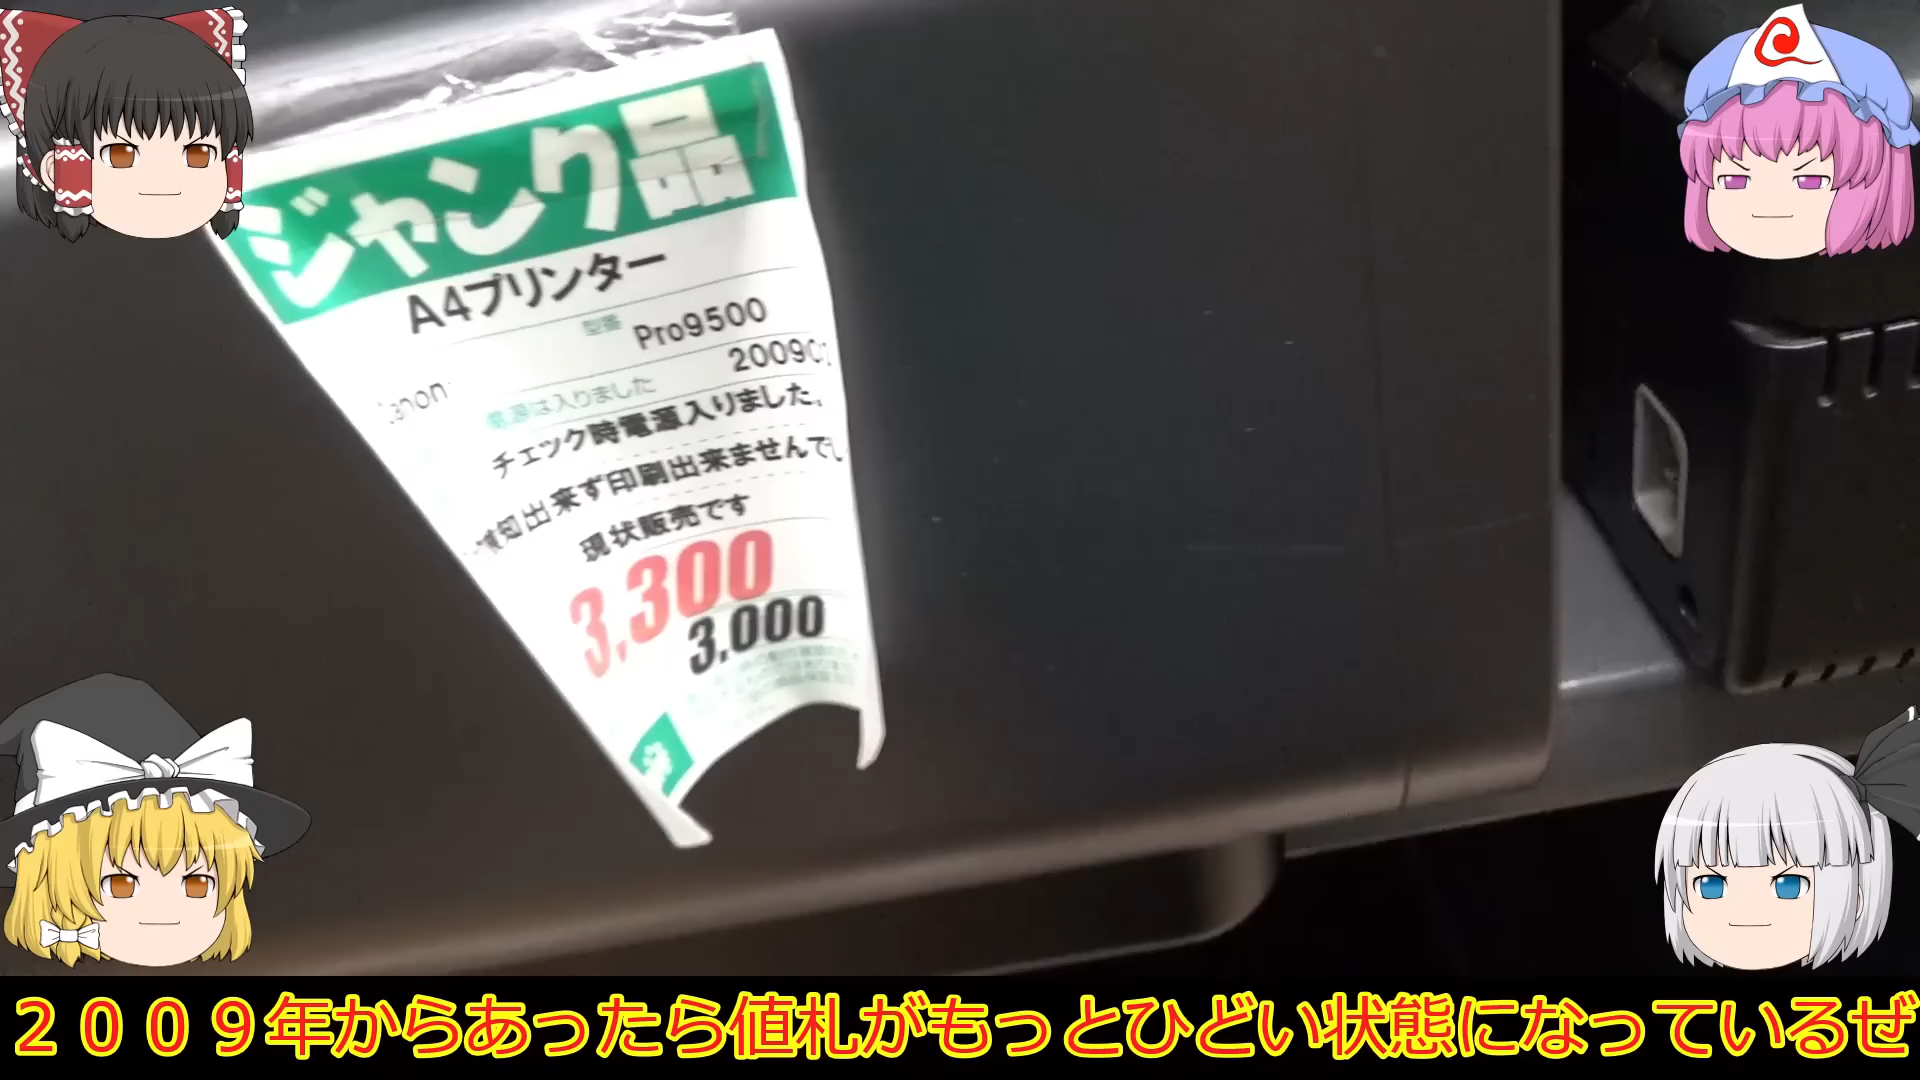 ジャンク品
A4プリンター
型番 Pro9500
anon
2009
電源は入りました
チェック時電源入りました。
検知出来ず印刷出来ませんでし
現状販売です
3,300
3,000
2009年からあったら値札がもっとひどい状態になっているぜ